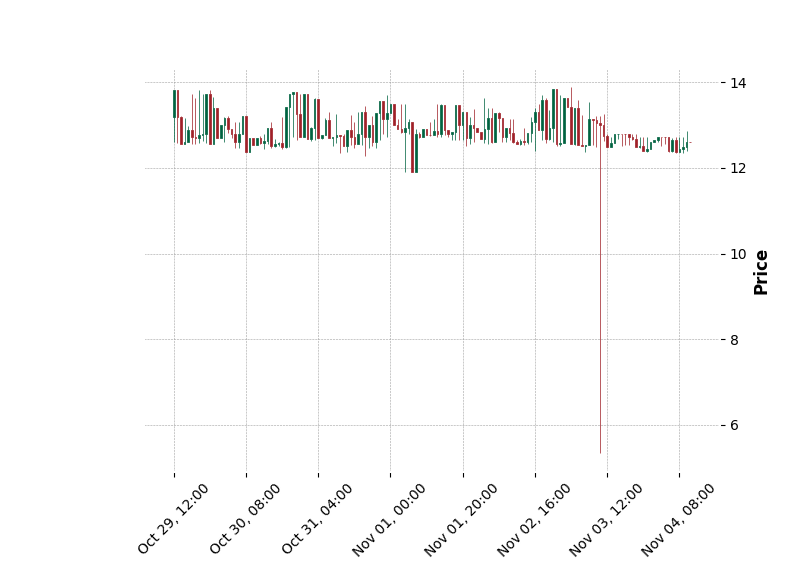 14
12
10
8
6
Price
Oct 29, 12:00
Oct 30, 08:00
Oct 31, 04:00
Nov 01, 00:00
Nov 01, 20:00
Nov 02, 16:00
Nov 03, 12:00
Nov 04, 08:00